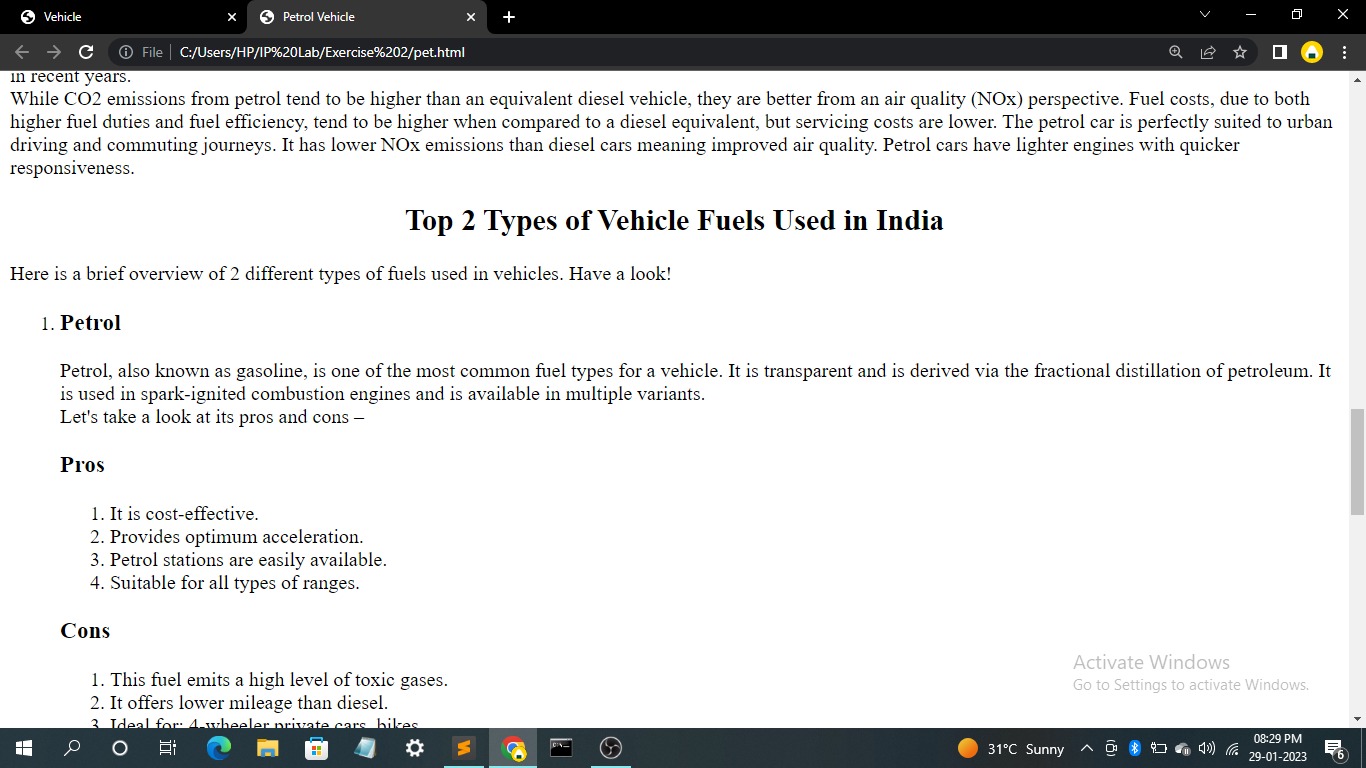 Vehicle
Petrol Vehicle
File
C:/Users/HP/IP%20Lab/Exercise%202/pet.html
in recent years.
While CO2 emissions from petrol tend to be higher than an equivalent diesel vehicle, they are better from an air quality (NOx) perspective. Fuel costs, due to both
higher fuel duties and fuel efficiency, tend to be higher when compared to a diesel equivalent, but servicing costs are lower. The petrol car is perfectly suited to urban
driving and commuting journeys. It has lower NOx emissions than diesel cars meaning improved air quality. Petrol cars have lighter engines with quicker
responsiveness.
Top 2 Types of Vehicle Fuels Used in India
Here is a brief overview of 2 different types of fuels used in vehicles. Have a look!
1. Petrol
Petrol, also known as gasoline, is one of the most common fuel types for a vehicle. It is transparent and is derived via the fractional distillation of petroleum. It
is used in spark-ignited combustion engines and is available in multiple variants.
Let's take a look at its pros and cons –
Pros
1. It is cost-effective.
2. Provides optimum acceleration.
3. Petrol stations are easily available.
4. Suitable for all types of ranges.
Cons
1. This fuel emits a high level of toxic gases.
2. It offers lower mileage than diesel.
3. Ideal for: 4-wheeler private cars, bikes
Activate Windows
Go to Settings to activate Windows.
31°C Sunny
08:29 PM
29-01-2023
6